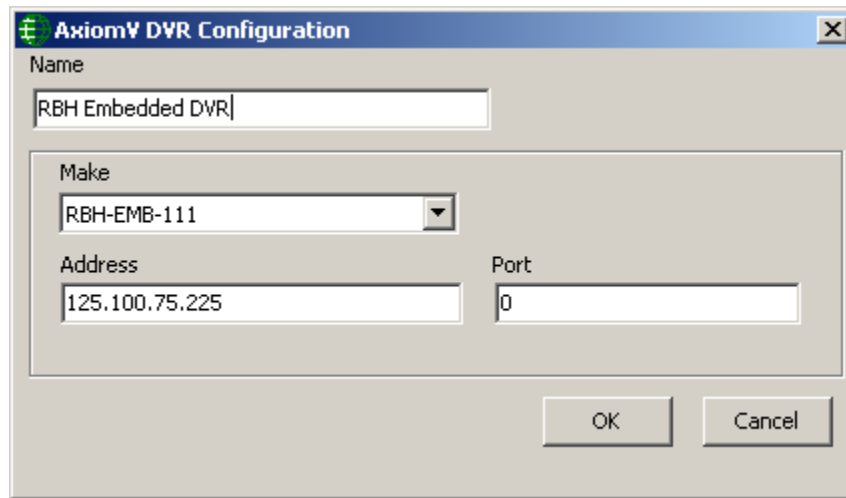 AxiomV DVR Configuration
Name
RBH Embedded DVR
Make
RBH-EMB-111
Address Port
125.100.75.225 0
OK Cancel